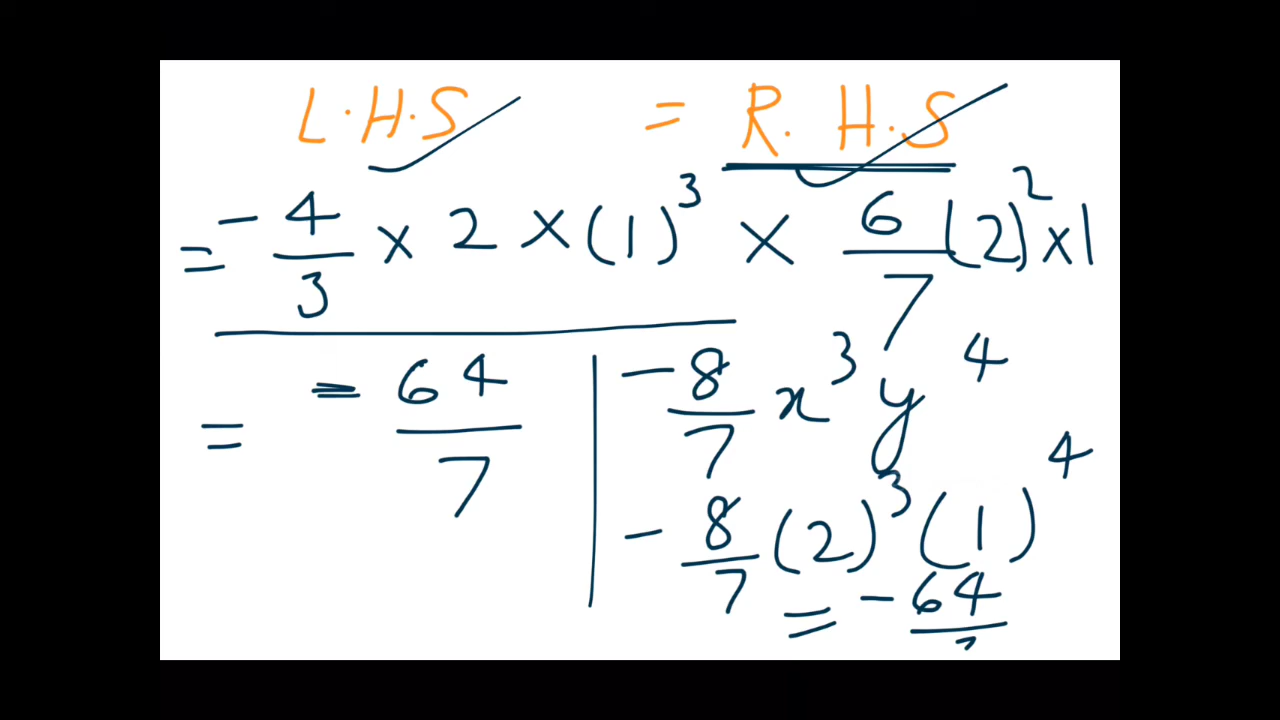 L.H.S = R.H.S
= -4/3 × 2 × (1)^3 × 6/7 (2)^2 × 1
= -64/7
-8/7 x^3 y^4
-8/7 (2)^3 (1)^4
= -64/7